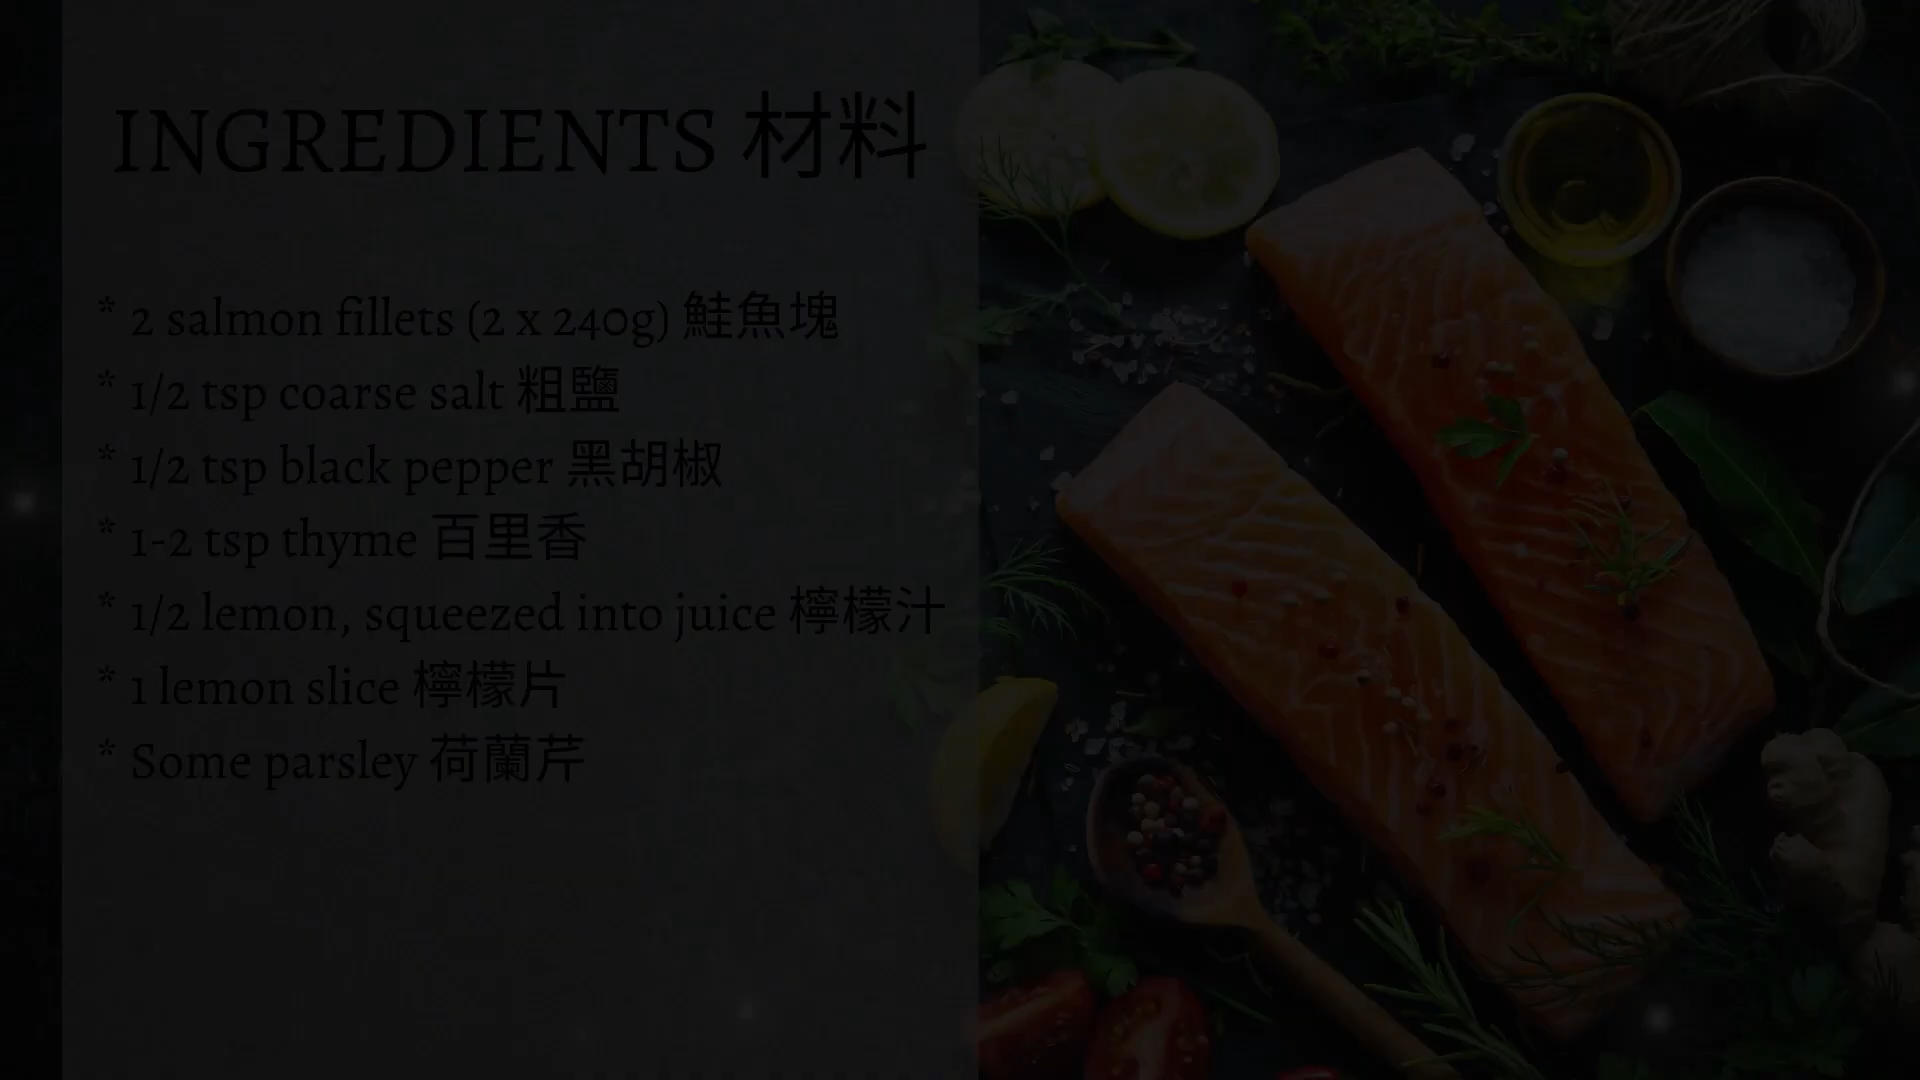 INGREDIENTS 材料
* 2 salmon fillets (2 x 240g) 鮭魚塊
* 1/2 tsp coarse salt 粗鹽
* 1/2 tsp black pepper 黑胡椒
* 1-2 tsp thyme 百里香
* 1/2 lemon, squeezed into juice 檸檬汁
* 1 lemon slice 檸檬片
* Some parsley 荷蘭芹